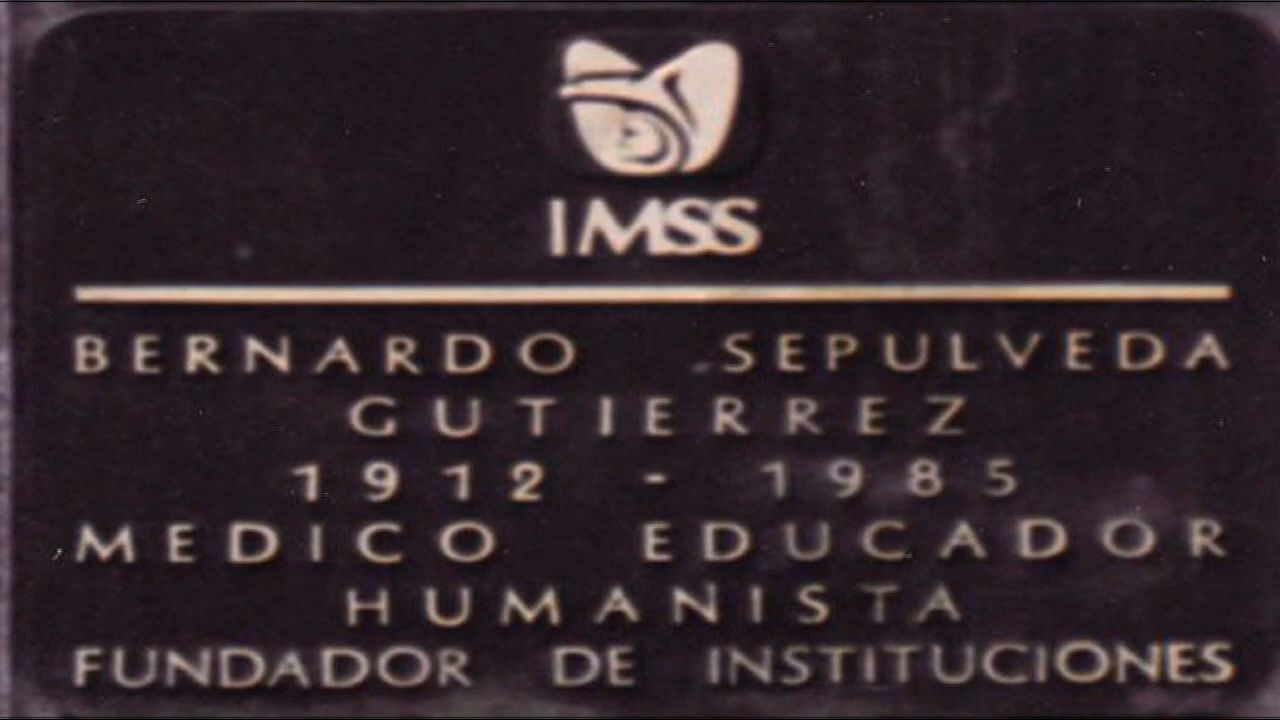 IMSS
BERNARDO SEPULVEDA
GUTIERREZ
1912 - 1985
MEDICO EDUCADOR
HUMANISTA
FUNDADOR DE INSTITUCIONES